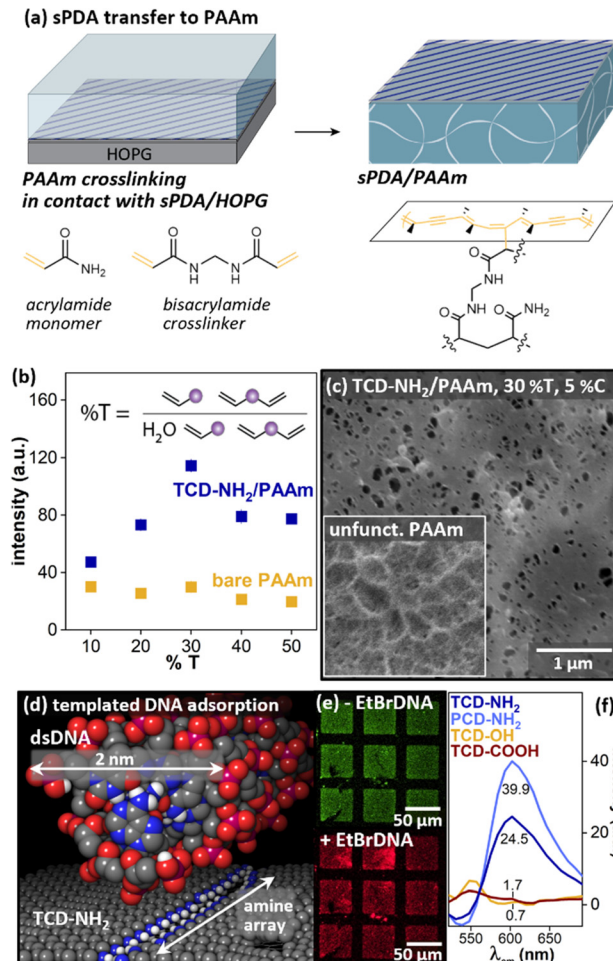 (a) sPDA transfer to PAAm
HOPG
PAAm crosslinking
in contact with sPDA/HOPG
sPDA/PAAm
O
NH2
acrylamide
monomer
O
O
N
H
N
H
bisacrylamide
crosslinker
O
NH
O
NH
NH2
O
O
(b)
160
120
80
40
0
intensity (a.u.)
%T =
H2O
TCD-NH2/PAAm
bare PAAm
10
20
30
40
50
% T
(c) TCD-NH2/PAAm, 30 %T, 5 %C
unfunct. PAAm
1 µm
(d) templated DNA adsorption
dsDNA
2 nm
TCD-NH2
amine
array
(e) - EtBrDNA
50 µm
+ EtBrDNA
50 µm
TCD-NH2
PCD-NH2
TCD-OH
TCD-COOH
(f)
39.9
24.5
1.7
0.7
40
20
0
550
600
650